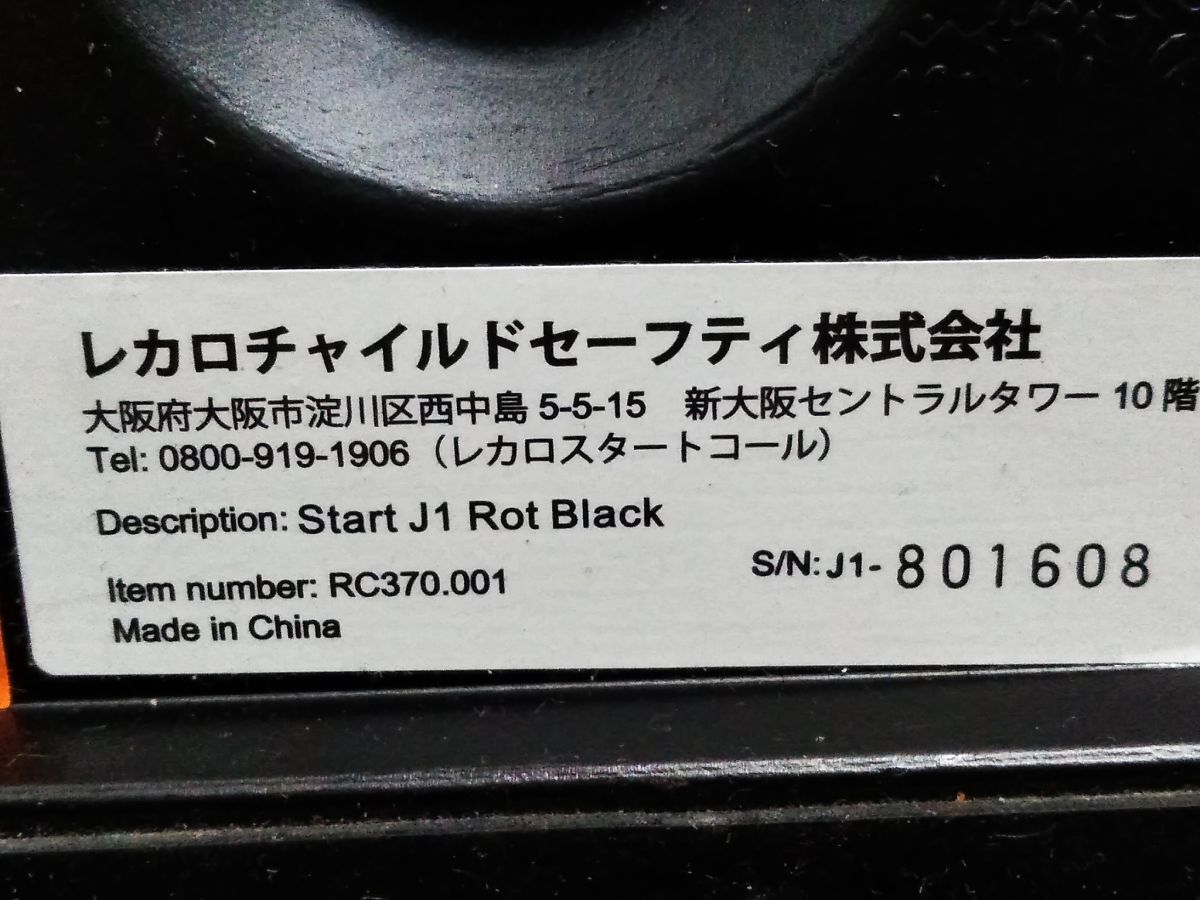 レカロチャイルドセーフティ株式会社
大阪府大阪市淀川区西中島 5-5-15　新大阪セントラルタワー 10 階
Tel: 0800-919-1906（レカロスタートコール）
Description: Start J1 Rot Black
S/N: J1- 801608
Item number: RC370.001
Made in China